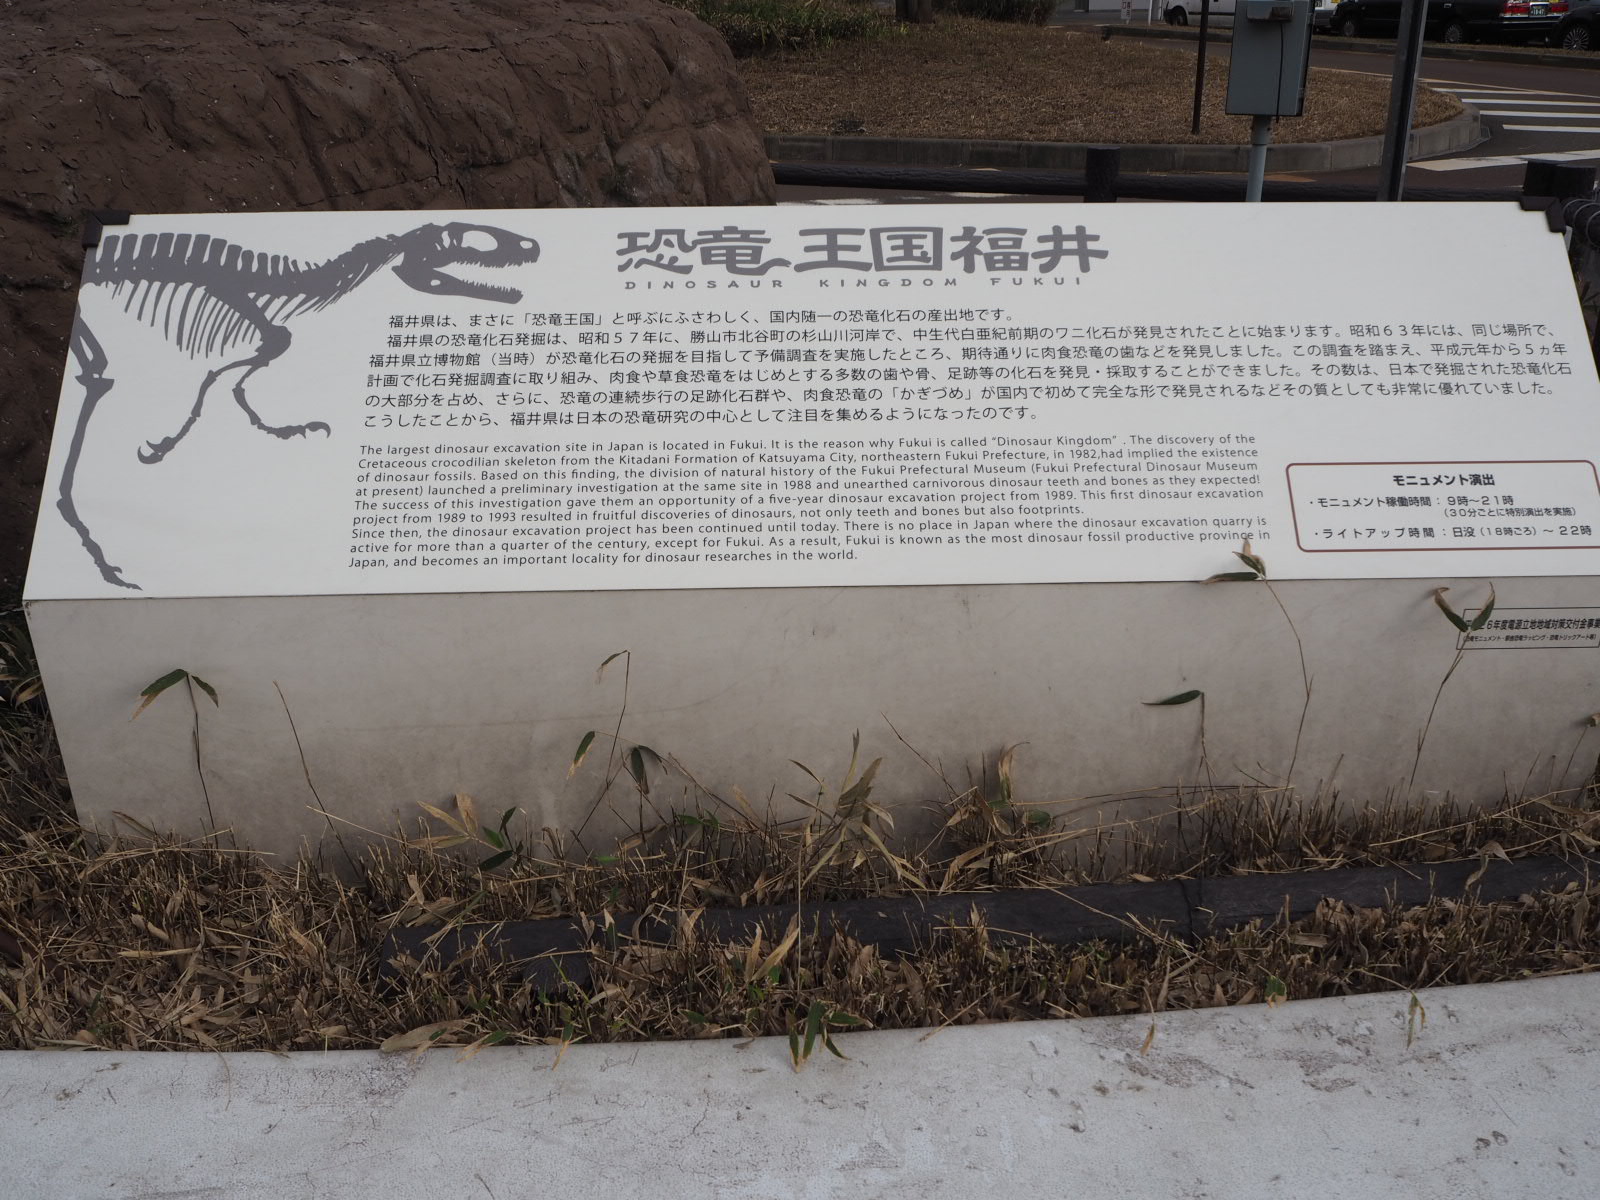 恐竜王国福井
DINOSAUR KINGDOM FUKUI
福井県は、まさに「恐竜王国」と呼ぶにふさわしく、国内随一の恐竜化石の産出地です。
福井県の恐竜化石発掘は、昭和５７年に、勝山市北谷町の杉山川河岸で、中生代白亜紀前期のワニ化石が発見されたことに始まります。昭和６３年には、同じ場所で、
福井県立博物館（当時）が恐竜化石の発掘を目指して予備調査を実施したところ、期待通りに肉食恐竜の歯などを発見しました。この調査を踏まえ、平成元年から５ヵ年
計画で化石発掘調査に取り組み、肉食や草食恐竜をはじめとする多数の歯や骨、足跡等の化石を発見・採取することができました。その数は、日本で発掘された恐竜化石
の大部分を占め、さらに、恐竜の連続歩行の足跡化石群や、肉食恐竜の「かぎづめ」が国内で初めて完全な形で発見されるなどその質としても非常に優れていました。
こうしたことから、福井県は日本の恐竜研究の中心として注目を集めるようになったのです。
The largest dinosaur excavation site in Japan is located in Fukui. It is the reason why Fukui is called “Dinosaur Kingdom” . The discovery of the
Cretaceous crocodilian skeleton from the Kitadani Formation of Katsuyama City, northeastern Fukui Prefecture, in 1982,had implied the existence
of dinosaur fossils. Based on this finding, the division of natural history of the Fukui Prefectural Museum (Fukui Prefectural Dinosaur Museum
at present) launched a preliminary investigation at the same site in 1988 and unearthed carnivorous dinosaur teeth and bones as they expected!
The success of this investigation gave them an opportunity of a five-year dinosaur excavation project from 1989. This first dinosaur excavation
project from 1989 to 1993 resulted in fruitful discoveries of dinosaurs, not only teeth and bones but also footprints.
Since then, the dinosaur excavation project has been continued until today. There is no place in Japan where the dinosaur excavation quarry is
active for more than a quarter of the century, except for Fukui. As a result, Fukui is known as the most dinosaur fossil productive province in
Japan, and becomes an important locality for dinosaur researches in the world.
モニュメント演出
・モニュメント稼働時間：９時～２１時
（３０分ごとに特別演出を実施）
・ライトアップ時間：日没（１８時ごろ）～２２時
６年度電源立地地域対策交付金事業